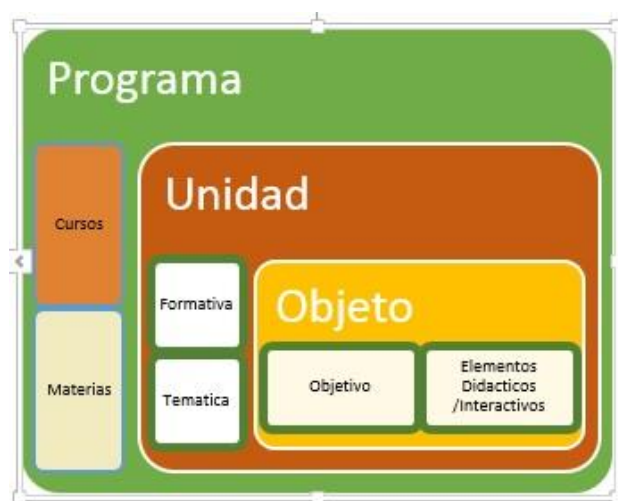 Programa
Cursos
Materias
Unidad
Formativa
Tematica
Objeto
Objetivo
Elementos
Didacticos
/Interactivos